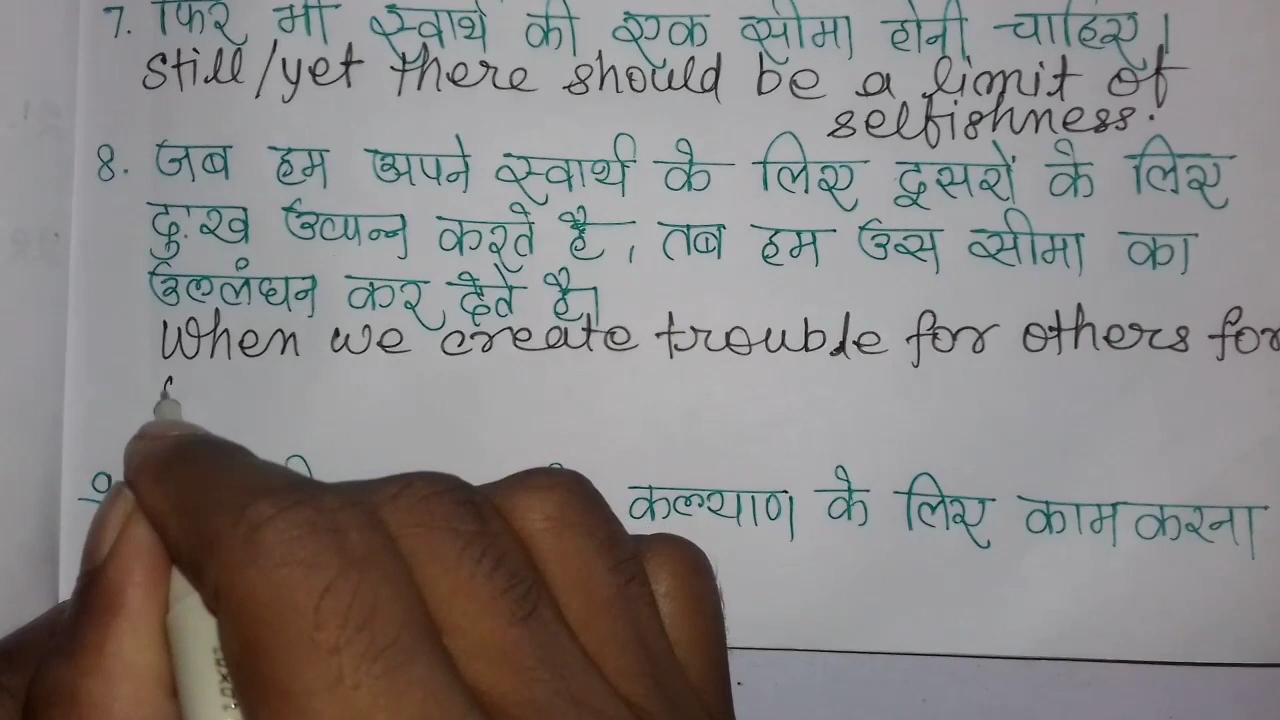 7. फिर भी स्वार्थ की एक सीमा होनी चाहिए।
still/yet there should be a limit of
selfishness.
8. जब हम अपने स्वार्थ के लिए दूसरों के लिए
दुःख उत्पन्न करते है, तब हम उस सीमा का
उल्लंघन कर देते है।
When we create trouble for others for
9
कल्याण के लिए काम करना